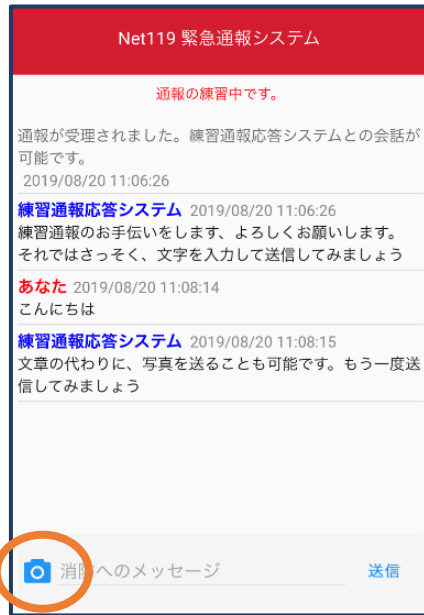 Net119 緊急通報システム
通報の練習中です。
通報が受理されました。練習通報応答システムとの会話が
可能です。
2019/08/20 11:06:26
練習通報応答システム 2019/08/20 11:06:26
練習通報のお手伝いをします、よろしくお願いします。
それではさっそく、文字を入力して送信してみましょう
あなた 2019/08/20 11:08:14
こんにちは
練習通報応答システム 2019/08/20 11:08:15
文章の代わりに、写真を送ることも可能です。もう一度送
信してみましょう
消防へのメッセージ 送信